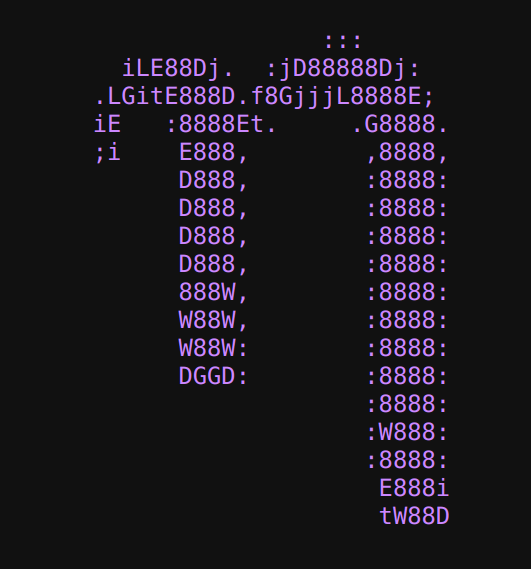 :::
  iLE88Dj.  :jD88888Dj:
.LGitE888D.f8GjjjL8888E;
iE   :8888Et.     .G8888.
;i    E888,        ,8888,
      D888,        :8888:
      D888,        :8888:
      D888,        :8888:
      D888,        :8888:
      888W,        :8888:
      W88W,        :8888:
      W88W:        :8888:
      DGGD:        :8888:
                   :8888:
                   :W888:
                   :8888:
                    E888i
                    tW88D